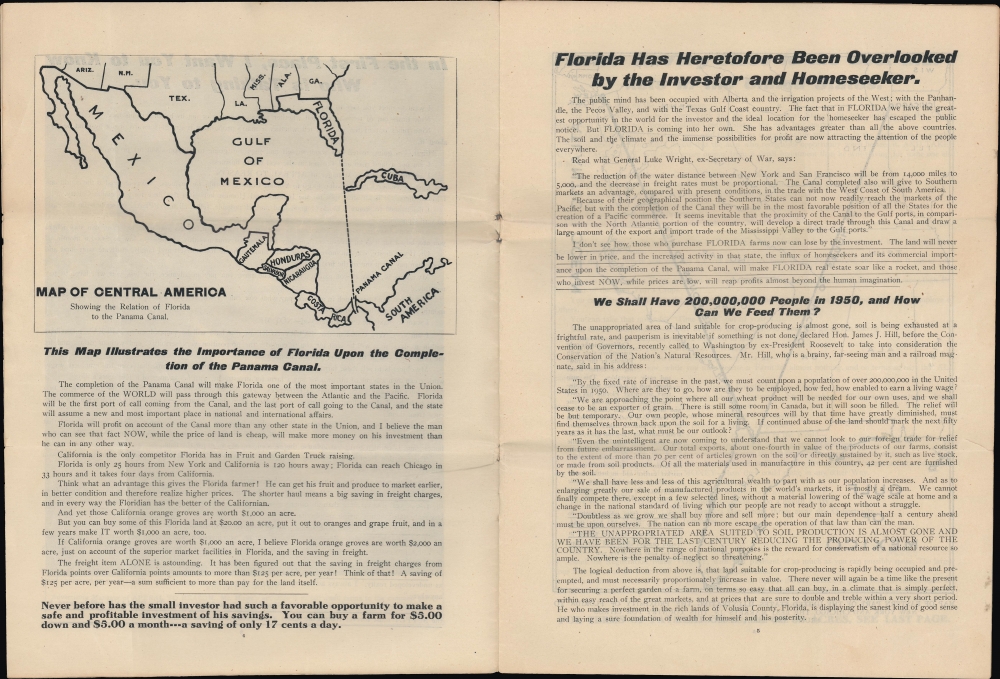 ARIZ.
N.M.
TEX.
LA.
MISS.
ALA.
GA.
FLORIDA
MEXICO
GULF
OF
MEXICO
CUBA
GUATEMALA
HONDURAS
SALVADOR
NICARAUGUA
COSTA
RICA
PANAMA CANAL
SOUTH
AMERICA
MAP OF CENTRAL AMERICA
Showing the Relation of Florida
to the Panama Canal.
This Map Illustrates the Importance of Florida Upon the Comple-
tion of the Panama Canal.
The completion of the Panama Canal will make Florida one of the most important states in the Union.
The commerce of the WORLD will pass through this gateway between the Atlantic and the Pacific. Florida
will be the first port of call coming from the Canal, and the last port of call going to the Canal, and the state
will assume a new and most important place in national and international affairs.
Florida will profit on account of the Canal more than any other state in the Union, and I believe the man
who can see that fact NOW, while the price of land is cheap, will make more money on his investment than
he can in any other way.
California is the only competitor Florida has in Fruit and Garden Truck raising.
Florida is only 25 hours from New York and California is 120 hours away; Florida can reach Chicago in
33 hours and it takes four days from California.
Think what an advantage this gives the Florida farmer! He can get his fruit and produce to market earlier,
in better condition and therefore realize higher prices. The shorter haul means a big saving in freight charges,
and in every way the Floridian has the better of the Californian.
And yet those California orange groves are worth $1,000 an acre.
But you can buy some of this Florida land at $20.00 an acre, put it out to oranges and grape fruit, and in a
few years make IT worth $1,000 an acre, too.
If California orange groves are worth $1,000 an acre, I believe Florida orange groves are worth $2,000 an
acre, just on account of the superior market facilities in Florida, and the saving in freight.
The freight item ALONE is astounding. It has been figured out that the saving in freight charges from
Florida points over California points amounts to more than $125 per acre, per year! Think of that! A saving of
$125 per acre, per year—a sum sufficient to more than pay for the land itself.
Never before has the small investor had such a favorable opportunity to make a
safe and profitable investment of his savings. You can buy a farm for $5.00
down and $5.00 a month---a saving of only 17 cents a day.
Florida Has Heretofore Been Overlooked
by the Investor and Homeseeker.
The public mind has been occupied with Alberta and the irrigation projects of the West; with the Panhan-
dle, the Pecos Valley, and with the Texas Gulf Coast country. The fact that in FLORIDA we have the great-
est opportunity in the world for the investor and the ideal location for the homeseeker has escaped the public
notice. But FLORIDA is coming into her own. She has advantages greater than all the above countries.
The soil and the climate and the immense possibilities for profit are now attracting the attention of the people
everywhere.
Read what General Luke Wright, ex-Secretary of War, says:
"The reduction of the water distance between New York and San Francisco will be from 14,000 miles to
5,000, and the decrease in freight rates must be proportional. The Canal completed also will give to Southern
markets an advantage, compared with present conditions, in the trade with the West Coast of South America.
"Because of their geographical position the Southern States can not now readily reach the markets of the
Pacific; but with the completion of the Canal they will be in the most favorable position of all the States for the
creation of a Pacific commerce. It seems inevitable that the proximity of the Canal to the Gulf ports, in compari-
son with the North Atlantic portion of the country, will develop a direct trade through this Canal and draw a
large amount of the export and import trade of the Mississippi Valley to the Gulf ports."
I don't see how those who purchase FLORIDA farms now can lose by the investment. The land will never
be lower in price, and the increased activity in that state, the influx of homeseekers and its commercial import-
ance upon the completion of the Panama Canal, will make FLORIDA real estate soar like a rocket, and those
who invest NOW, while prices are low, will reap profits almost beyond the human imagination.
We Shall Have 200,000,000 People in 1950, and How
Can We Feed Them?
The unappropriated area of land suitable for crop-producing is almost gone, soil is being exhausted at a
frightful rate, and pauperism is inevitable if something is not done, declared Hon. James J. Hill, before the Con-
vention of Governors, recently called to Washington by ex-President Roosevelt to take into consideration the
Conservation of the Nation's Natural Resources. Mr. Hill, who is a brainy, far-seeing man and a railroad mag-
nate, said in his address:
"By the fixed rate of increase in the past, we must count upon a population of over 200,000,000 in the United
States in 1950. Where are they to go, how are they to be employed, how fed, how enabled to earn a living wage?
"We are approaching the point where all our wheat product will be needed for our own uses, and we shall
cease to be an exporter of grain. There is still some room in Canada, but it will soon be filled. The relief will
be but temporary. Our own people, whose mineral resources will by that time have greatly diminished, must
find themselves thrown back upon the soil for a living. If continued abuse of the land should mark the next fifty
years as it has the last, what must be our outlook?
"Even the unintelligent are now coming to understand that we cannot look to our foreign trade for relief
from future embarrassment. Our total exports, about one-fourth in value of the products of our farms, consist
to the extent of more than 70 per cent of articles grown on the soil or directly sustained by it, such as live stock,
or made from soil products. Of all the materials used in manufacture in this country, 42 per cent are furnished
by the soil.
"We shall have less and less of this agricultural wealth to part with as our population increases. And as to
enlarging greatly our sale of manufactured products in the world's markets, it is mostly a dream. We cannot
finally compete there, except in a few selected lines, without a material lowering of the wage scale at home and a
change in the national standard of living which our people are not ready to accept without a struggle.
"Doubtless as we grow we shall buy more and sell more; but our main dependence half a century ahead
must be upon ourselves. The nation can no more escape the operation of that law than can the man.
"THE UNAPPROPRIATED AREA SUITED TO SOIL PRODUCTION IS ALMOST GONE AND
WE HAVE BEEN FOR THE LAST CENTURY REDUCING THE PRODUCING POWER OF THE
COUNTRY. Nowhere in the range of national purposes is the reward for conservatism of a national resource so
ample. Nowhere is the penalty of neglect so threatening."
The logical deduction from above is, that land suitable for crop-producing is rapidly being occupied and pre-
empted, and must necessarily proportionately increase in value. There never will again be a time like the present
for securing a perfect garden of a farm, on terms so easy that all can buy, in a climate that is simply perfect,
within easy reach of the great markets, and at prices that are sure to double and treble within a very short period.
He who makes investment in the rich lands of Volusia County, Florida, is displaying the sanest kind of good sense
and laying a sure foundation of wealth for himself and his posterity.
5